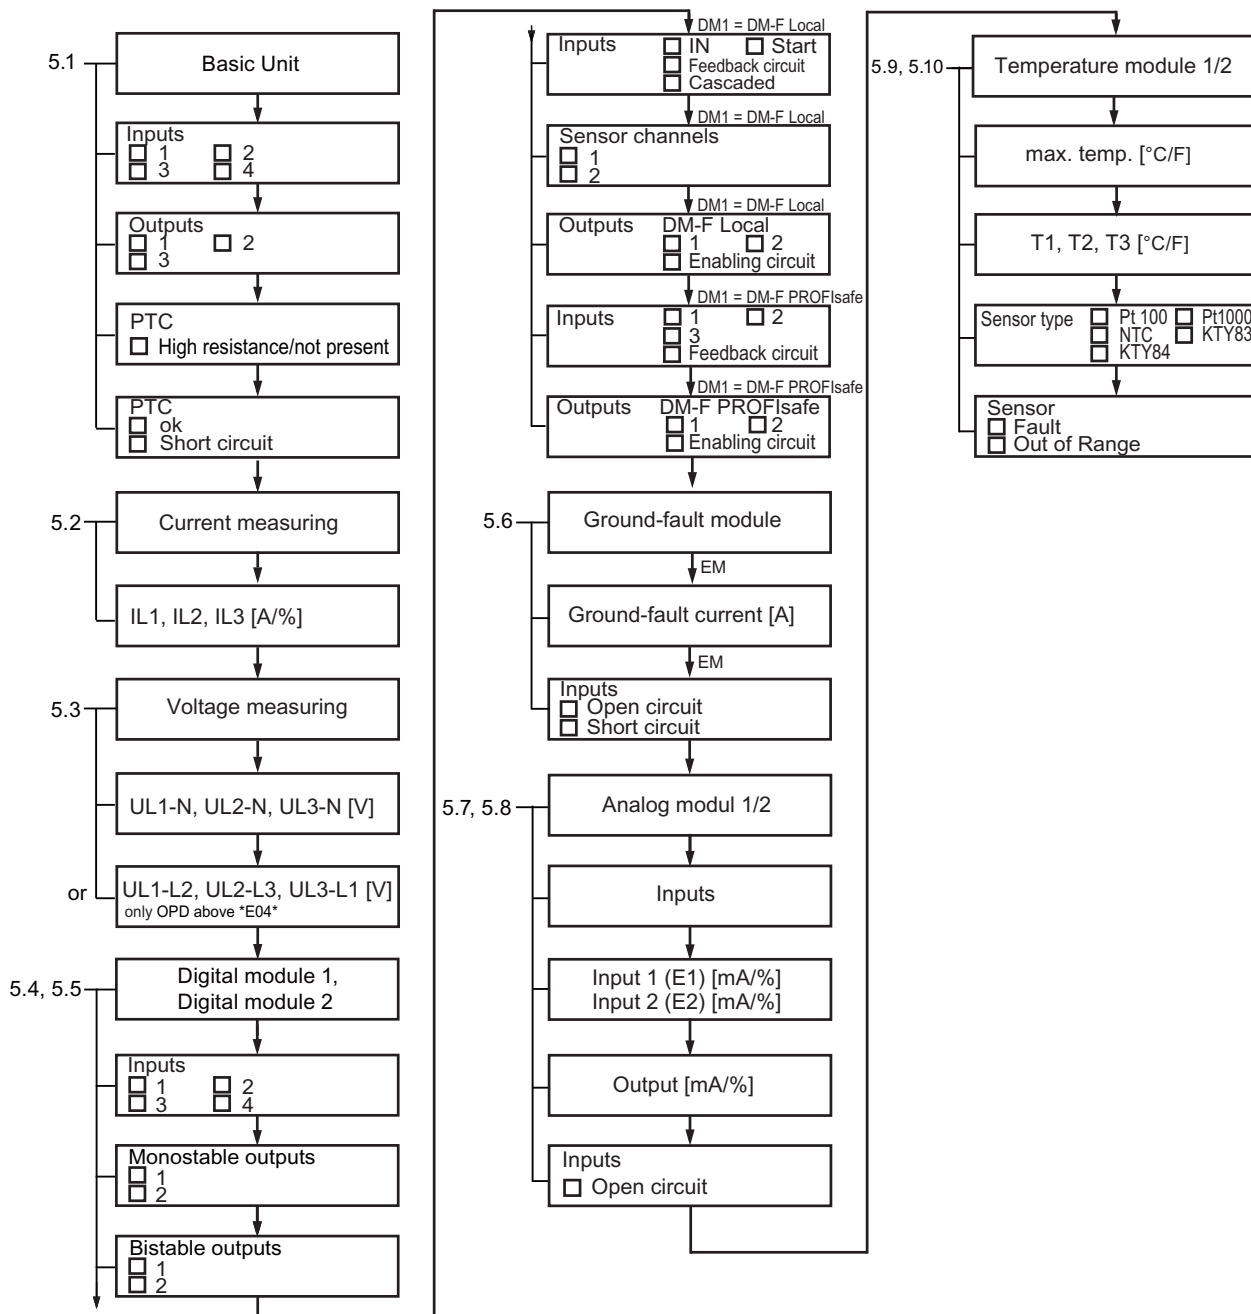 5.1
Basic Unit
Inputs
1 2
3 4
Outputs
1 2
3
PTC
High resistance/not present
PTC
ok
Short circuit
5.2
Current measuring
IL1, IL2, IL3 [A/%]
5.3
Voltage measuring
UL1-N, UL2-N, UL3-N [V]
or
UL1-L2, UL2-L3, UL3-L1 [V]
only OPD above *E04*
5.4, 5.5
Digital module 1,
Digital module 2
Inputs
1 2
3 4
Monostable outputs
1
2
Bistable outputs
1
2
DM1 = DM-F Local
Inputs IN Start
Feedback circuit
Cascaded
DM1 = DM-F Local
Sensor channels
1
2
DM1 = DM-F Local
Outputs DM-F Local
1 2
Enabling circuit
DM1 = DM-F PROFIsafe
Inputs 1 2
3
Feedback circuit
DM1 = DM-F PROFIsafe
Outputs DM-F PROFIsafe
1 2
Enabling circuit
5.6
Ground-fault module
EM
Ground-fault current [A]
EM
Inputs
Open circuit
Short circuit
5.7, 5.8
Analog modul 1/2
Inputs
Input 1 (E1) [mA/%]
Input 2 (E2) [mA/%]
Output [mA/%]
Inputs
Open circuit
5.9, 5.10
Temperature module 1/2
max. temp. [°C/F]
T1, T2, T3 [°C/F]
Sensor type Pt 100 Pt1000
NTC KTY83
KTY84
Sensor
Fault
Out of Range